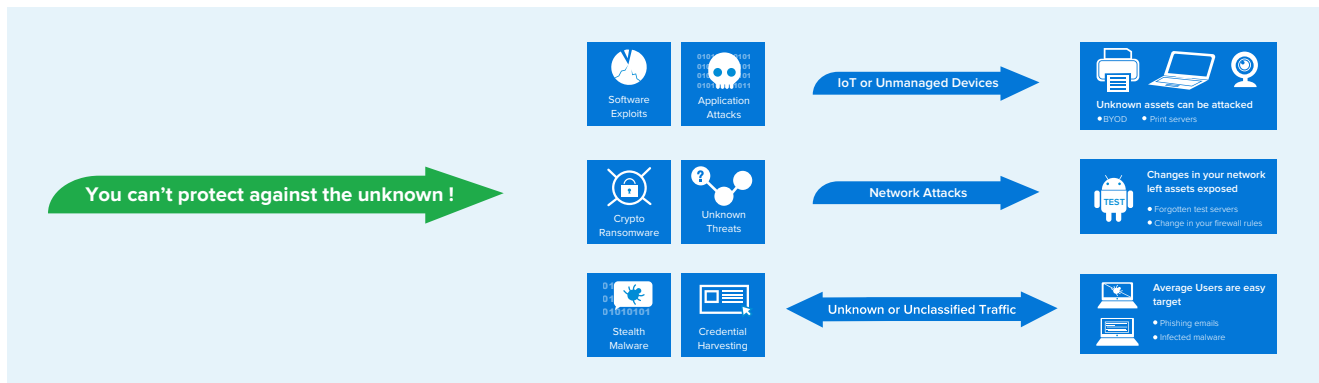 You can't protect against the unknown !
Software
Exploits
Application
Attacks
IoT or Unmanaged Devices
Unknown assets can be attacked
BYOD
Print servers
Crypto
Ransomware
?
Unknown
Threats
Network Attacks
TEST
Changes in your network
left assets exposed
Forgotten test servers
Change in your firewall rules
D1
D1010101
Stealth
Malware
Credential
Harvesting
Unknown or Unclassified Traffic
Average Users are easy
target
Phishing emails
Infected malware